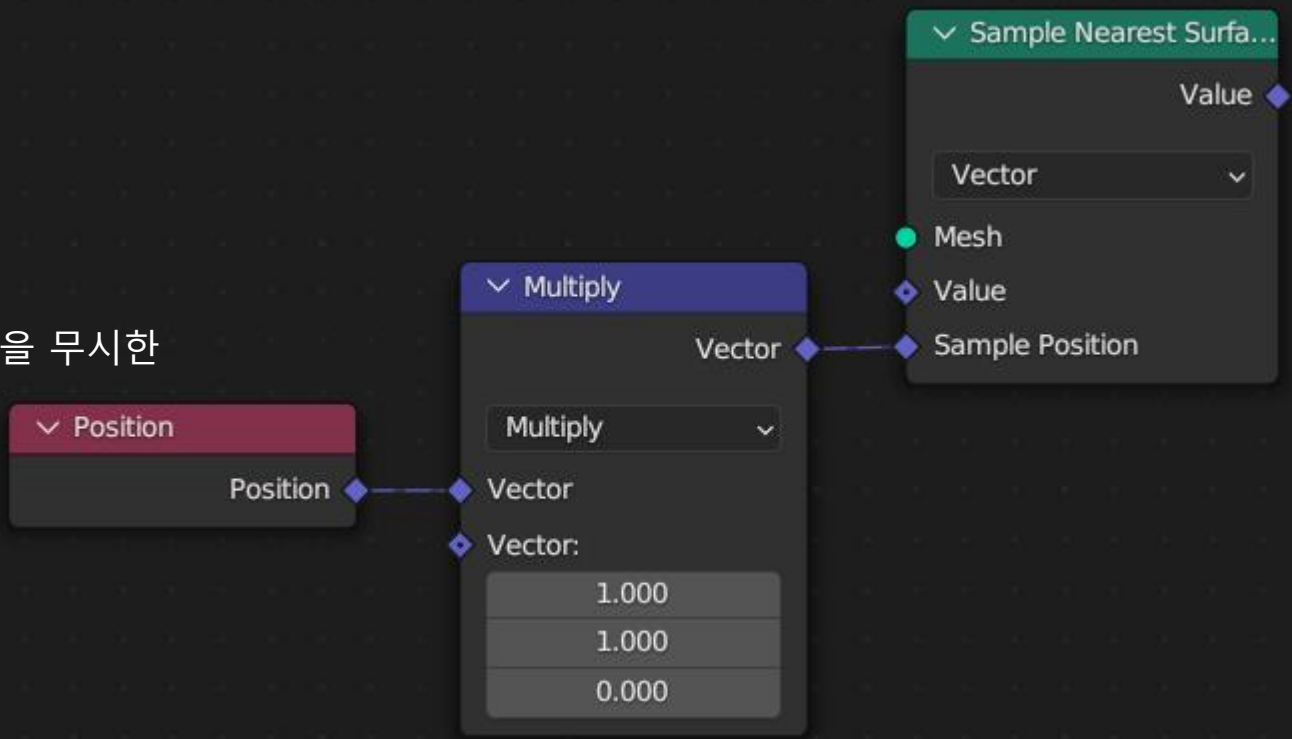 Sample Nearest Surfa...
Value
Vector
Mesh
Value
Sample Position
Multiply
Vector
Multiply
Vector
Vector:
1.000
1.000
0.000
을 무시한
Position
Position